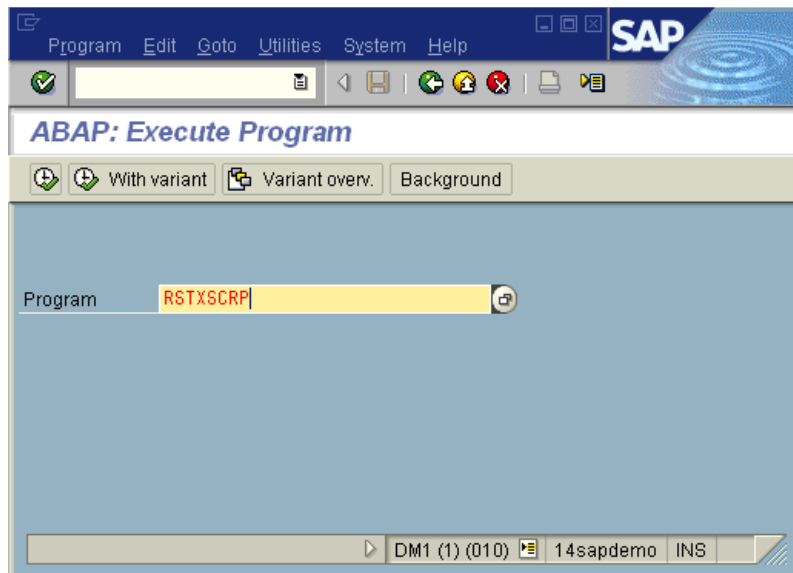 Program Edit Goto Utilities System Help
SAP
ABAP: Execute Program
With variant Variant overv. Background
Program RSTXSCRP
DM1 (1) (010) 14sapdemo INS